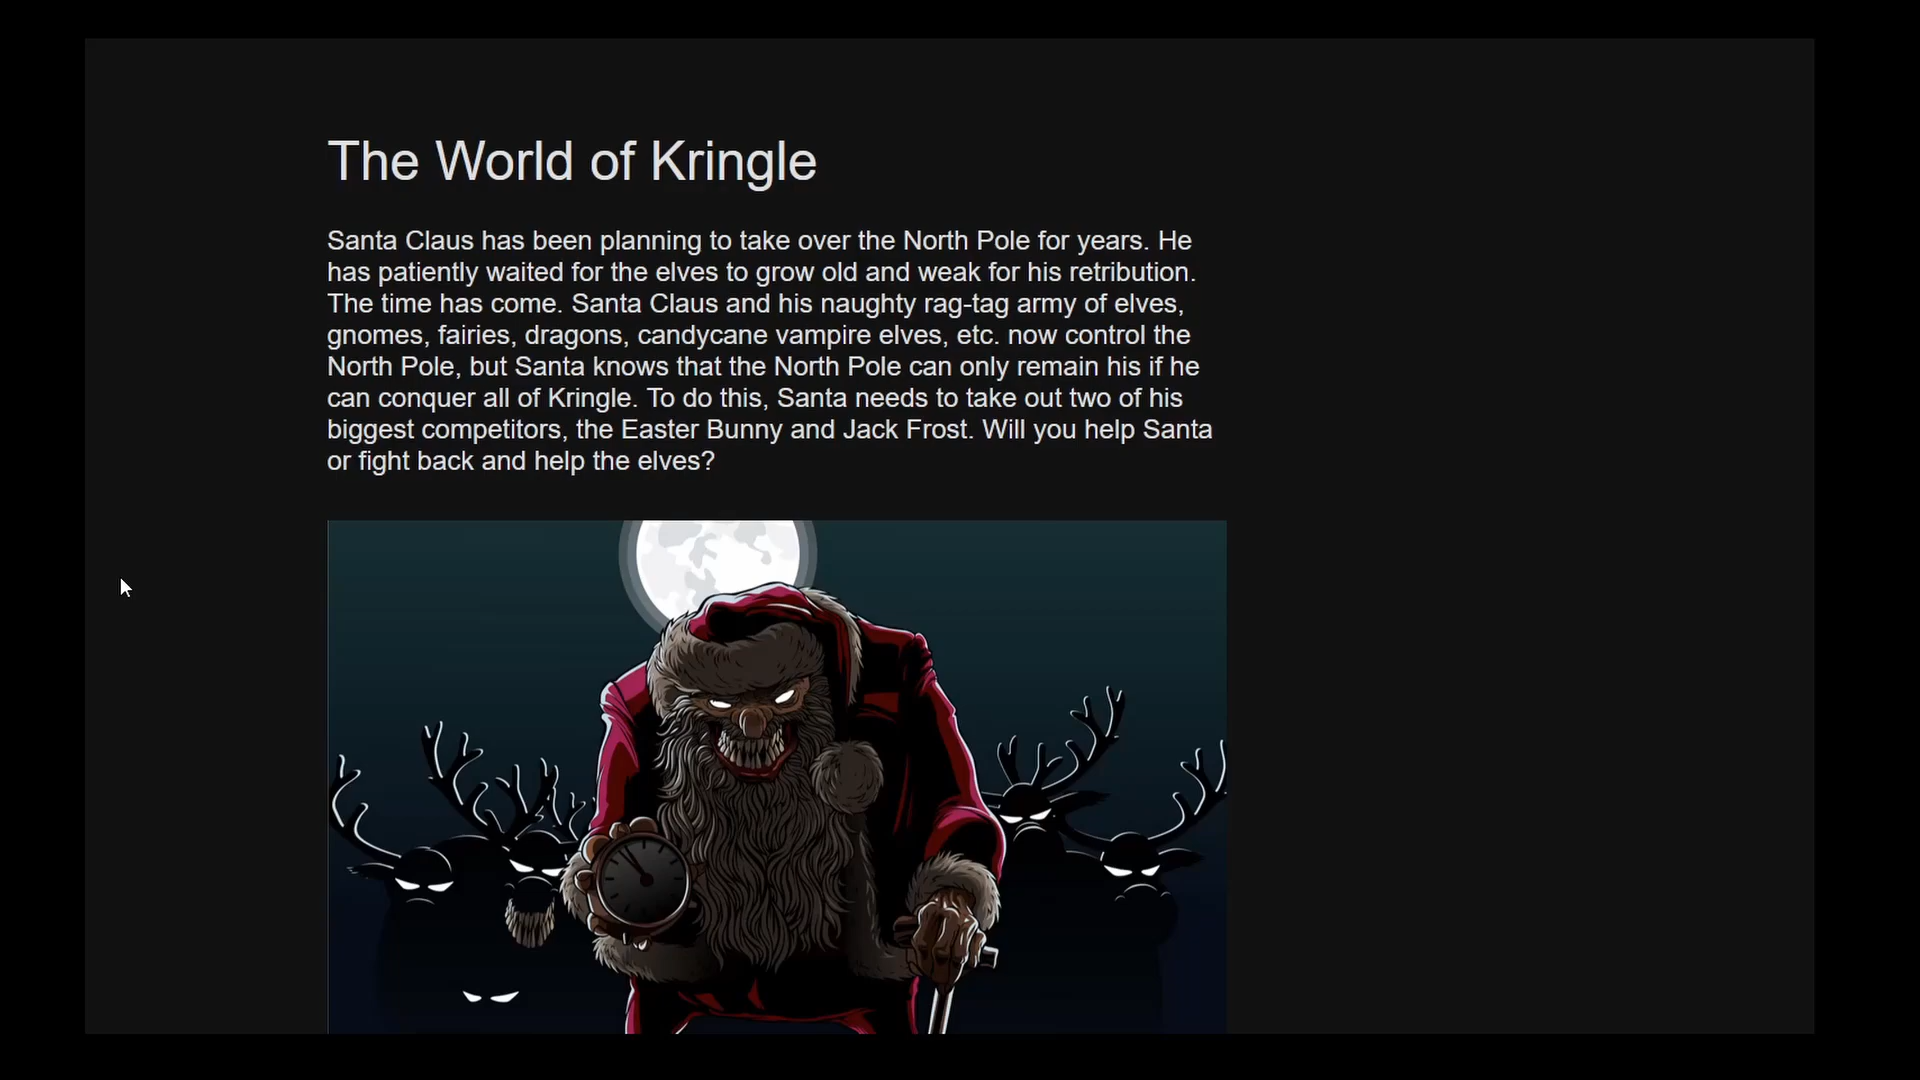 The World of Kringle
Santa Claus has been planning to take over the North Pole for years. He
has patiently waited for the elves to grow old and weak for his retribution.
The time has come. Santa Claus and his naughty rag-tag army of elves,
gnomes, fairies, dragons, candycane vampire elves, etc. now control the
North Pole, but Santa knows that the North Pole can only remain his if he
can conquer all of Kringle. To do this, Santa needs to take out two of his
biggest competitors, the Easter Bunny and Jack Frost. Will you help Santa
or fight back and help the elves?